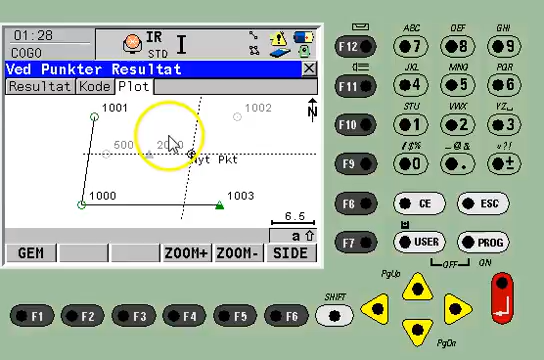 01:28
IR
STD
I
COGO
Ved Punkter Resultat
Resultat Kode Plot
1001
1002
N
500
Nyt Pkt
1000
1003
6.5
a
GEM ZOOM+ ZOOM- SIDE
F1 F2 F3 F4 F5 F6
SHIFT
F12
F11
F10
F9
F8
F7
ABC DEF GHI
7 8 9
JKL MNO PQR
4 5 6
STU VWX YZ_
1 2 3
/$% _@& *?!
0 . ±
CE ESC
USER PROG
OFF ON
PgUp
PgDn